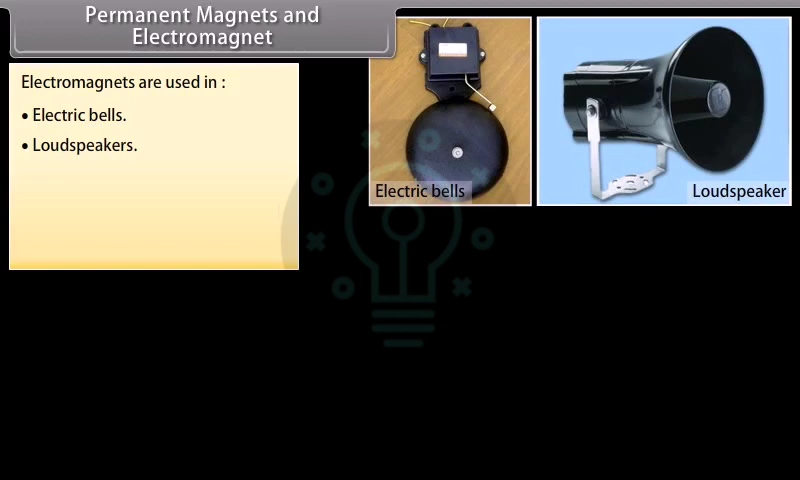 Permanent Magnets and
Electromagnet
Electromagnets are used in :
• Electric bells.
• Loudspeakers.
Electric bells
Loudspeaker